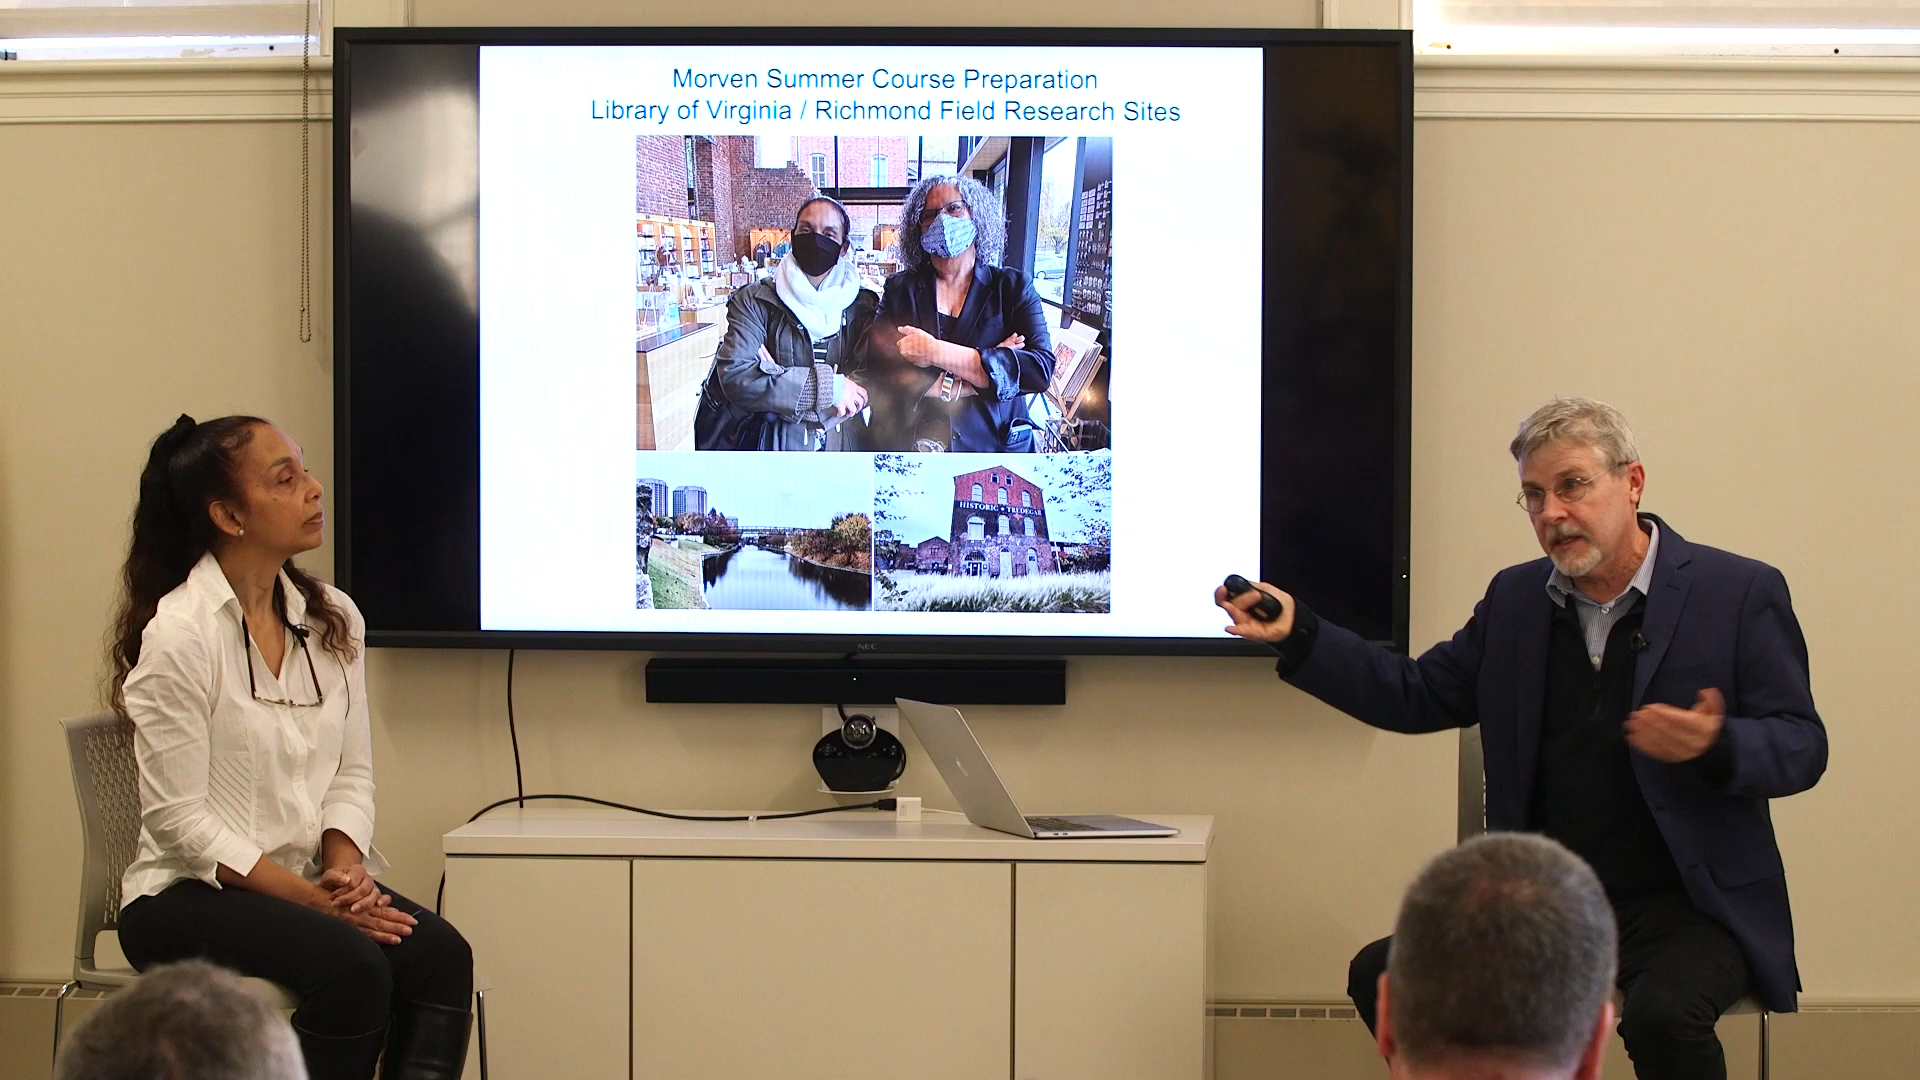 Morven Summer Course Preparation
Library of Virginia / Richmond Field Research Sites
HISTORIC ★ TREDEGAR
NEC